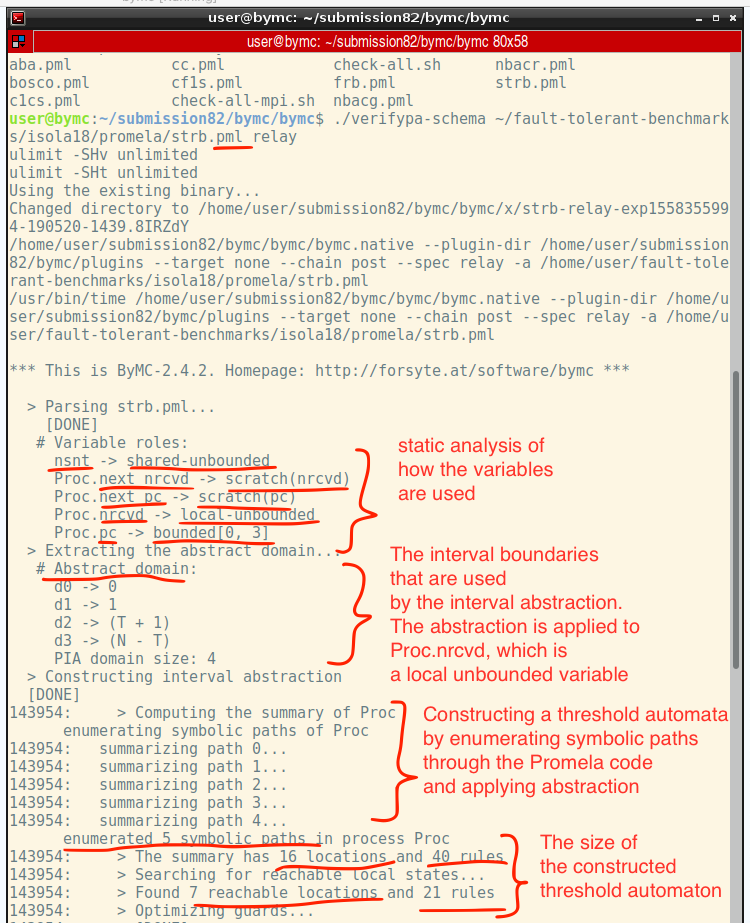 user@bymc: ~/submission82/bymc/bymc
user@bymc: ~/submission82/bymc/bymc 80x58
aba.pml cc.pml check-all.sh nbacr.pml
bosco.pml cf1s.pml frb.pml strb.pml
c1cs.pml check-all-mpi.sh nbacg.pml
user@bymc:~/submission82/bymc/bymc$ ./verifypa-schema ~/fault-tolerant-benchmark
s/isola18/promela/strb.pml relay
ulimit -SHv unlimited
ulimit -SHt unlimited
Using the existing binary...
Changed directory to /home/user/submission82/bymc/bymc/x/strb-relay-exp155835599
4-190520-1439.8IRZdY
/home/user/submission82/bymc/bymc/bymc.native --plugin-dir /home/user/submission
82/bymc/plugins --target none --chain post --spec relay -a /home/user/fault-tole
rant-benchmarks/isola18/promela/strb.pml
/usr/bin/time /home/user/submission82/bymc/bymc/bymc.native --plugin-dir /home/u
ser/submission82/bymc/plugins --target none --chain post --spec relay -a /home/u
ser/fault-tolerant-benchmarks/isola18/promela/strb.pml
*** This is ByMC-2.4.2. Homepage: http://forsyte.at/software/bymc ***
> Parsing strb.pml...
[DONE]
# Variable roles:
nsnt -> shared-unbounded
Proc.next_nrcvd -> scratch(nrcvd)
Proc.next_pc -> scratch(pc)
Proc.nrcvd -> local-unbounded
Proc.pc -> bounded[0, 3]
static analysis of
how the variables
are used
> Extracting the abstract domain...
# Abstract domain:
d0 -> 0
d1 -> 1
d2 -> (T + 1)
d3 -> (N - T)
PIA domain size: 4
The interval boundaries
that are used
by the interval abstraction.
The abstraction is applied to
Proc.nrcvd, which is
a local unbounded variable
> Constructing interval abstraction
[DONE]
143954: > Computing the summary of Proc
enumerating symbolic paths of Proc
143954: summarizing path 0...
143954: summarizing path 1...
143954: summarizing path 2...
143954: summarizing path 3...
143954: summarizing path 4...
Constructing a threshold automata
by enumerating symbolic paths
through the Promela code
and applying abstraction
enumerated 5 symbolic paths in process Proc
143954: > The summary has 16 locations and 40 rules
143954: > Searching for reachable local states...
143954: > Found 7 reachable locations and 21 rules
143954: > Optimizing guards...
The size of
the constructed
threshold automaton